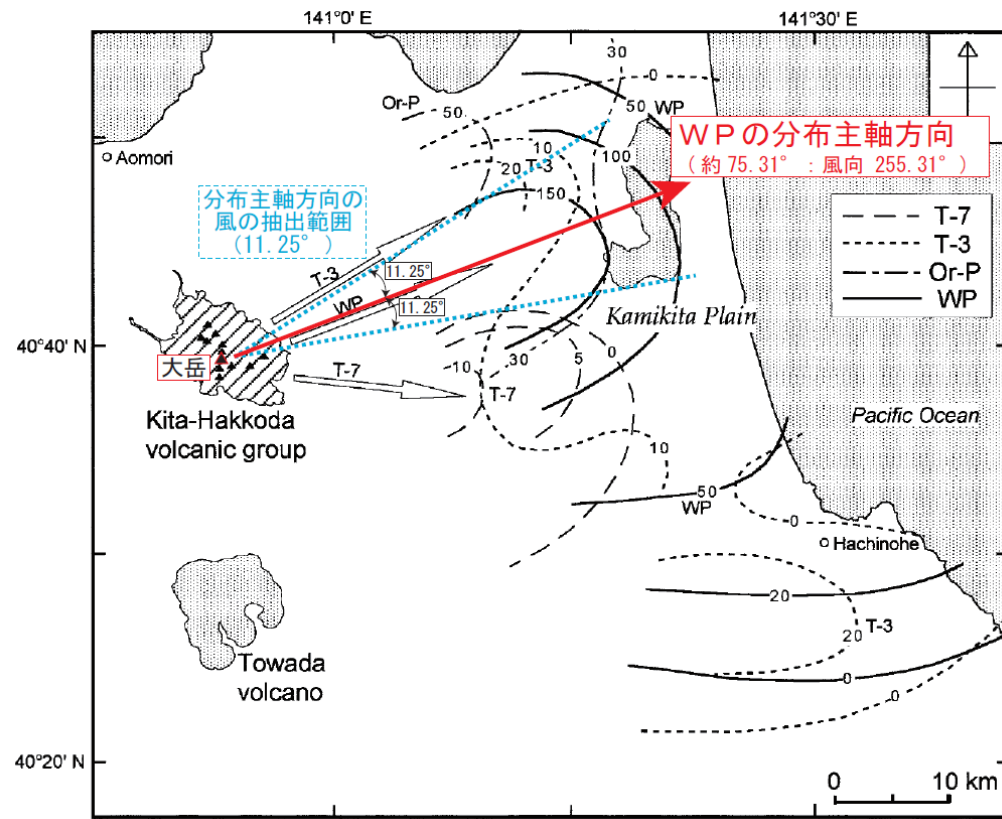 141°0' E
141°30' E
30
0
Or-P
50
50
WP
WPの分布主軸方向
(約75.31° :風向 255.31°)
Aomori
10
T-3
100
20
150
分布主軸方向の
風の抽出範囲
(11.25°)
T-7
T-3
Or-P
WP
T-3
11.25°
WP
11.25°
Kamikita Plain
40°40' N
大岳
T-7
10
30
5
0
T-7
Kita-Hakkoda
volcanic group
Pacific Ocean
10
50
WP
0
Hachinohe
20
T-3
20
Towada
volcano
0
0
40°20' N
0
10 km